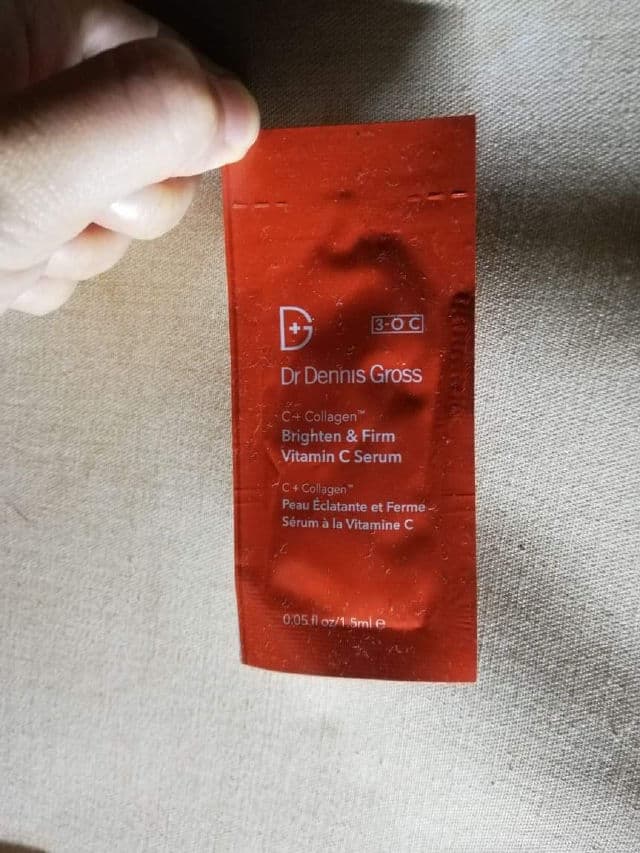 3-O C
Dr Dennis Gross
C + Collagen™
Brighten & Firm
Vitamin C Serum
C + Collagen™
Peau Éclatante et Ferme
Sérum à la Vitamine C
0.05 fl oz/1.5ml ℮